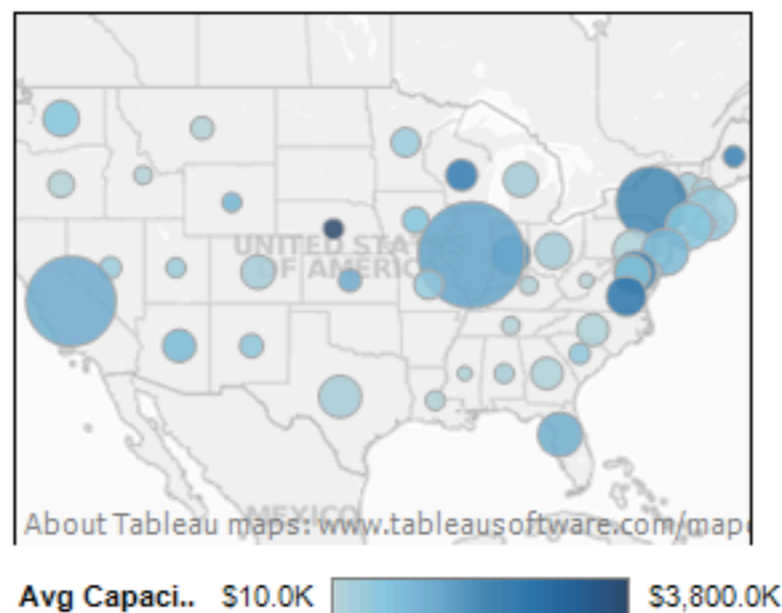 UNITED STATES
OF AMERICA
MEXICO
About Tableau maps: www.tableausoftware.com/map
Avg Capaci.. $10.0K $3,800.0K